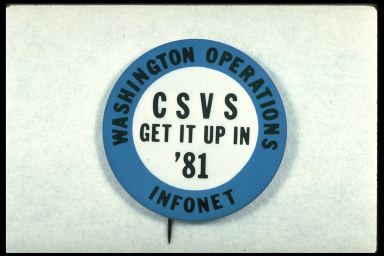 WASHINGTON OPERATIONS
CSVS
GET IT UP IN
'81
INFONET